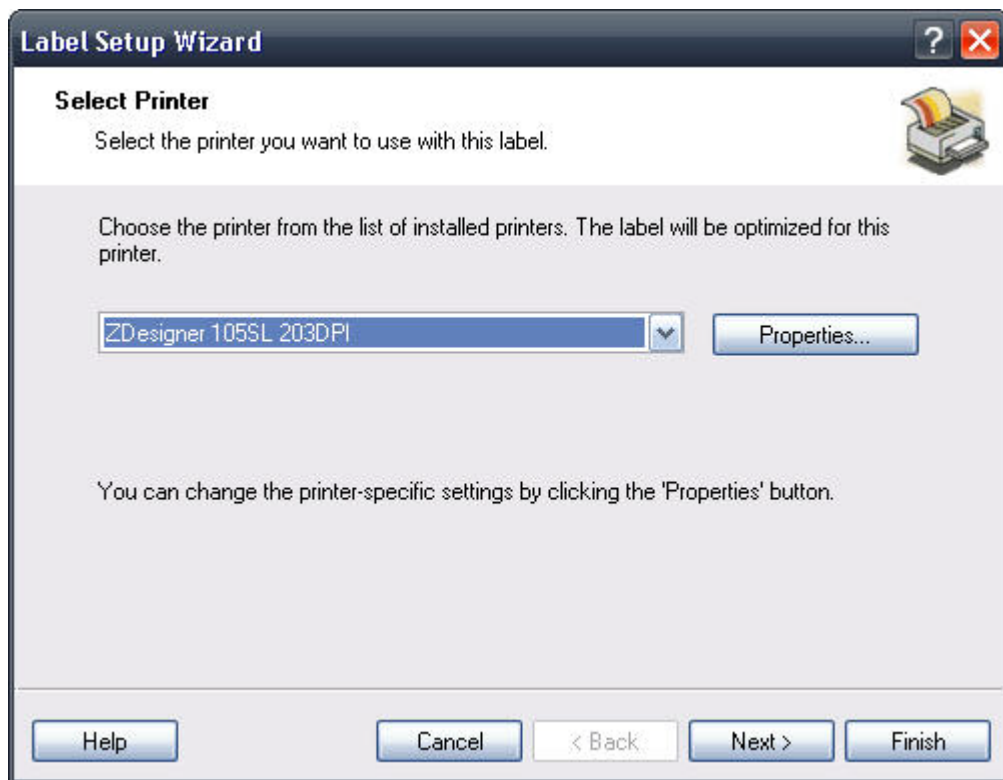 Label Setup Wizard
Select Printer
Select the printer you want to use with this label.
Choose the printer from the list of installed printers. The label will be optimized for this
printer.
ZDesigner 105SL 203DPI
Properties...
You can change the printer-specific settings by clicking the 'Properties' button.
Help
Cancel
< Back
Next >
Finish